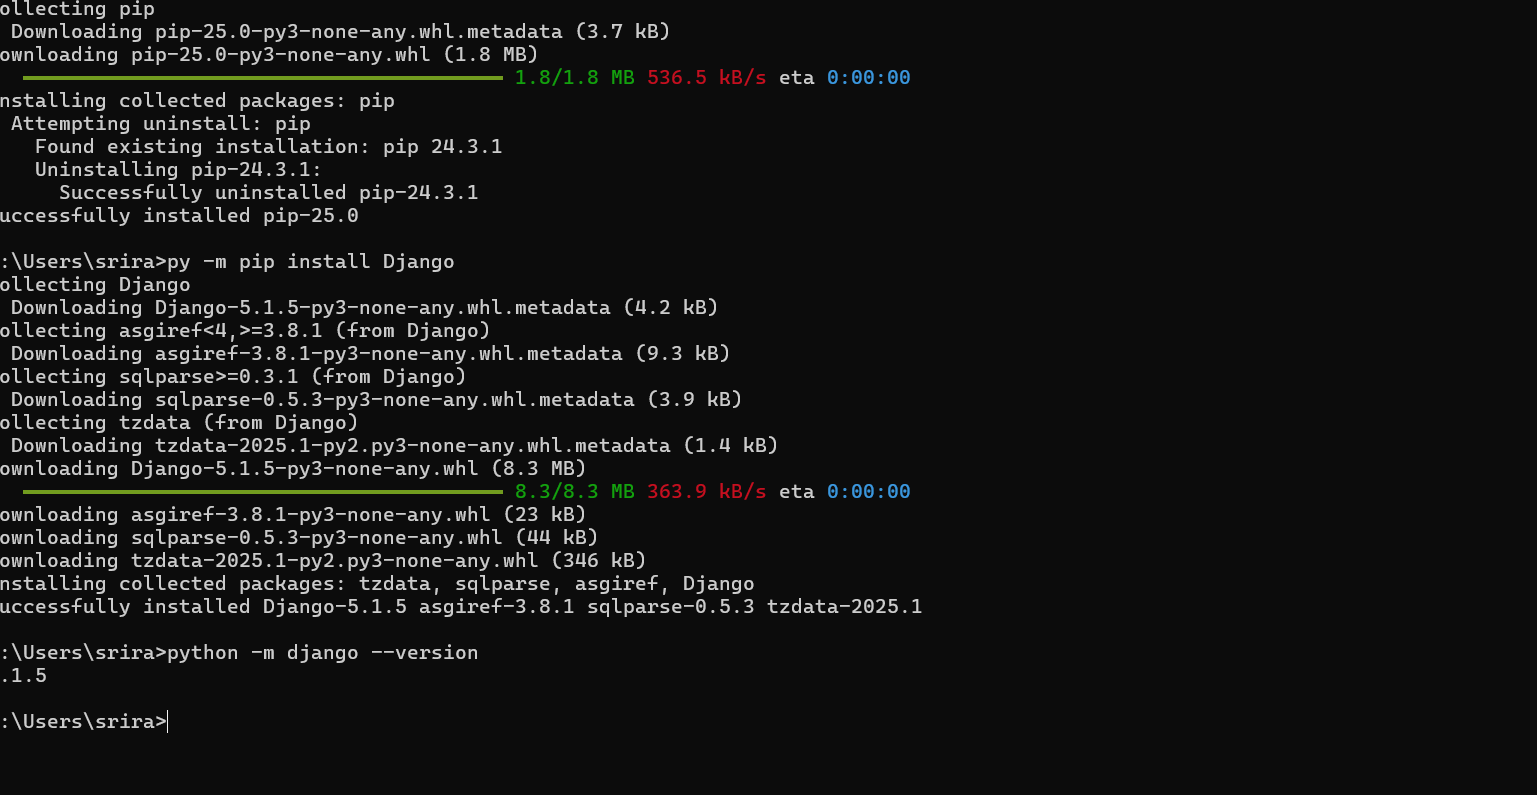 ollecting pip
Downloading pip-25.0-py3-none-any.whl.metadata (3.7 kB)
ownloading pip-25.0-py3-none-any.whl (1.8 MB)
1.8/1.8 MB 536.5 kB/s eta 0:00:00
nstalling collected packages: pip
Attempting uninstall: pip
Found existing installation: pip 24.3.1
Uninstalling pip-24.3.1:
Successfully uninstalled pip-24.3.1
uccessfully installed pip-25.0
:\Users\srira>py -m pip install Django
ollecting Django
Downloading Django-5.1.5-py3-none-any.whl.metadata (4.2 kB)
ollecting asgiref<4,>=3.8.1 (from Django)
Downloading asgiref-3.8.1-py3-none-any.whl.metadata (9.3 kB)
ollecting sqlparse>=0.3.1 (from Django)
Downloading sqlparse-0.5.3-py3-none-any.whl.metadata (3.9 kB)
ollecting tzdata (from Django)
Downloading tzdata-2025.1-py2.py3-none-any.whl.metadata (1.4 kB)
ownloading Django-5.1.5-py3-none-any.whl (8.3 MB)
8.3/8.3 MB 363.9 kB/s eta 0:00:00
ownloading asgiref-3.8.1-py3-none-any.whl (23 kB)
ownloading sqlparse-0.5.3-py3-none-any.whl (44 kB)
ownloading tzdata-2025.1-py2.py3-none-any.whl (346 kB)
nstalling collected packages: tzdata, sqlparse, asgiref, Django
uccessfully installed Django-5.1.5 asgiref-3.8.1 sqlparse-0.5.3 tzdata-2025.1
:\Users\srira>python -m django --version
.1.5
:\Users\srira>